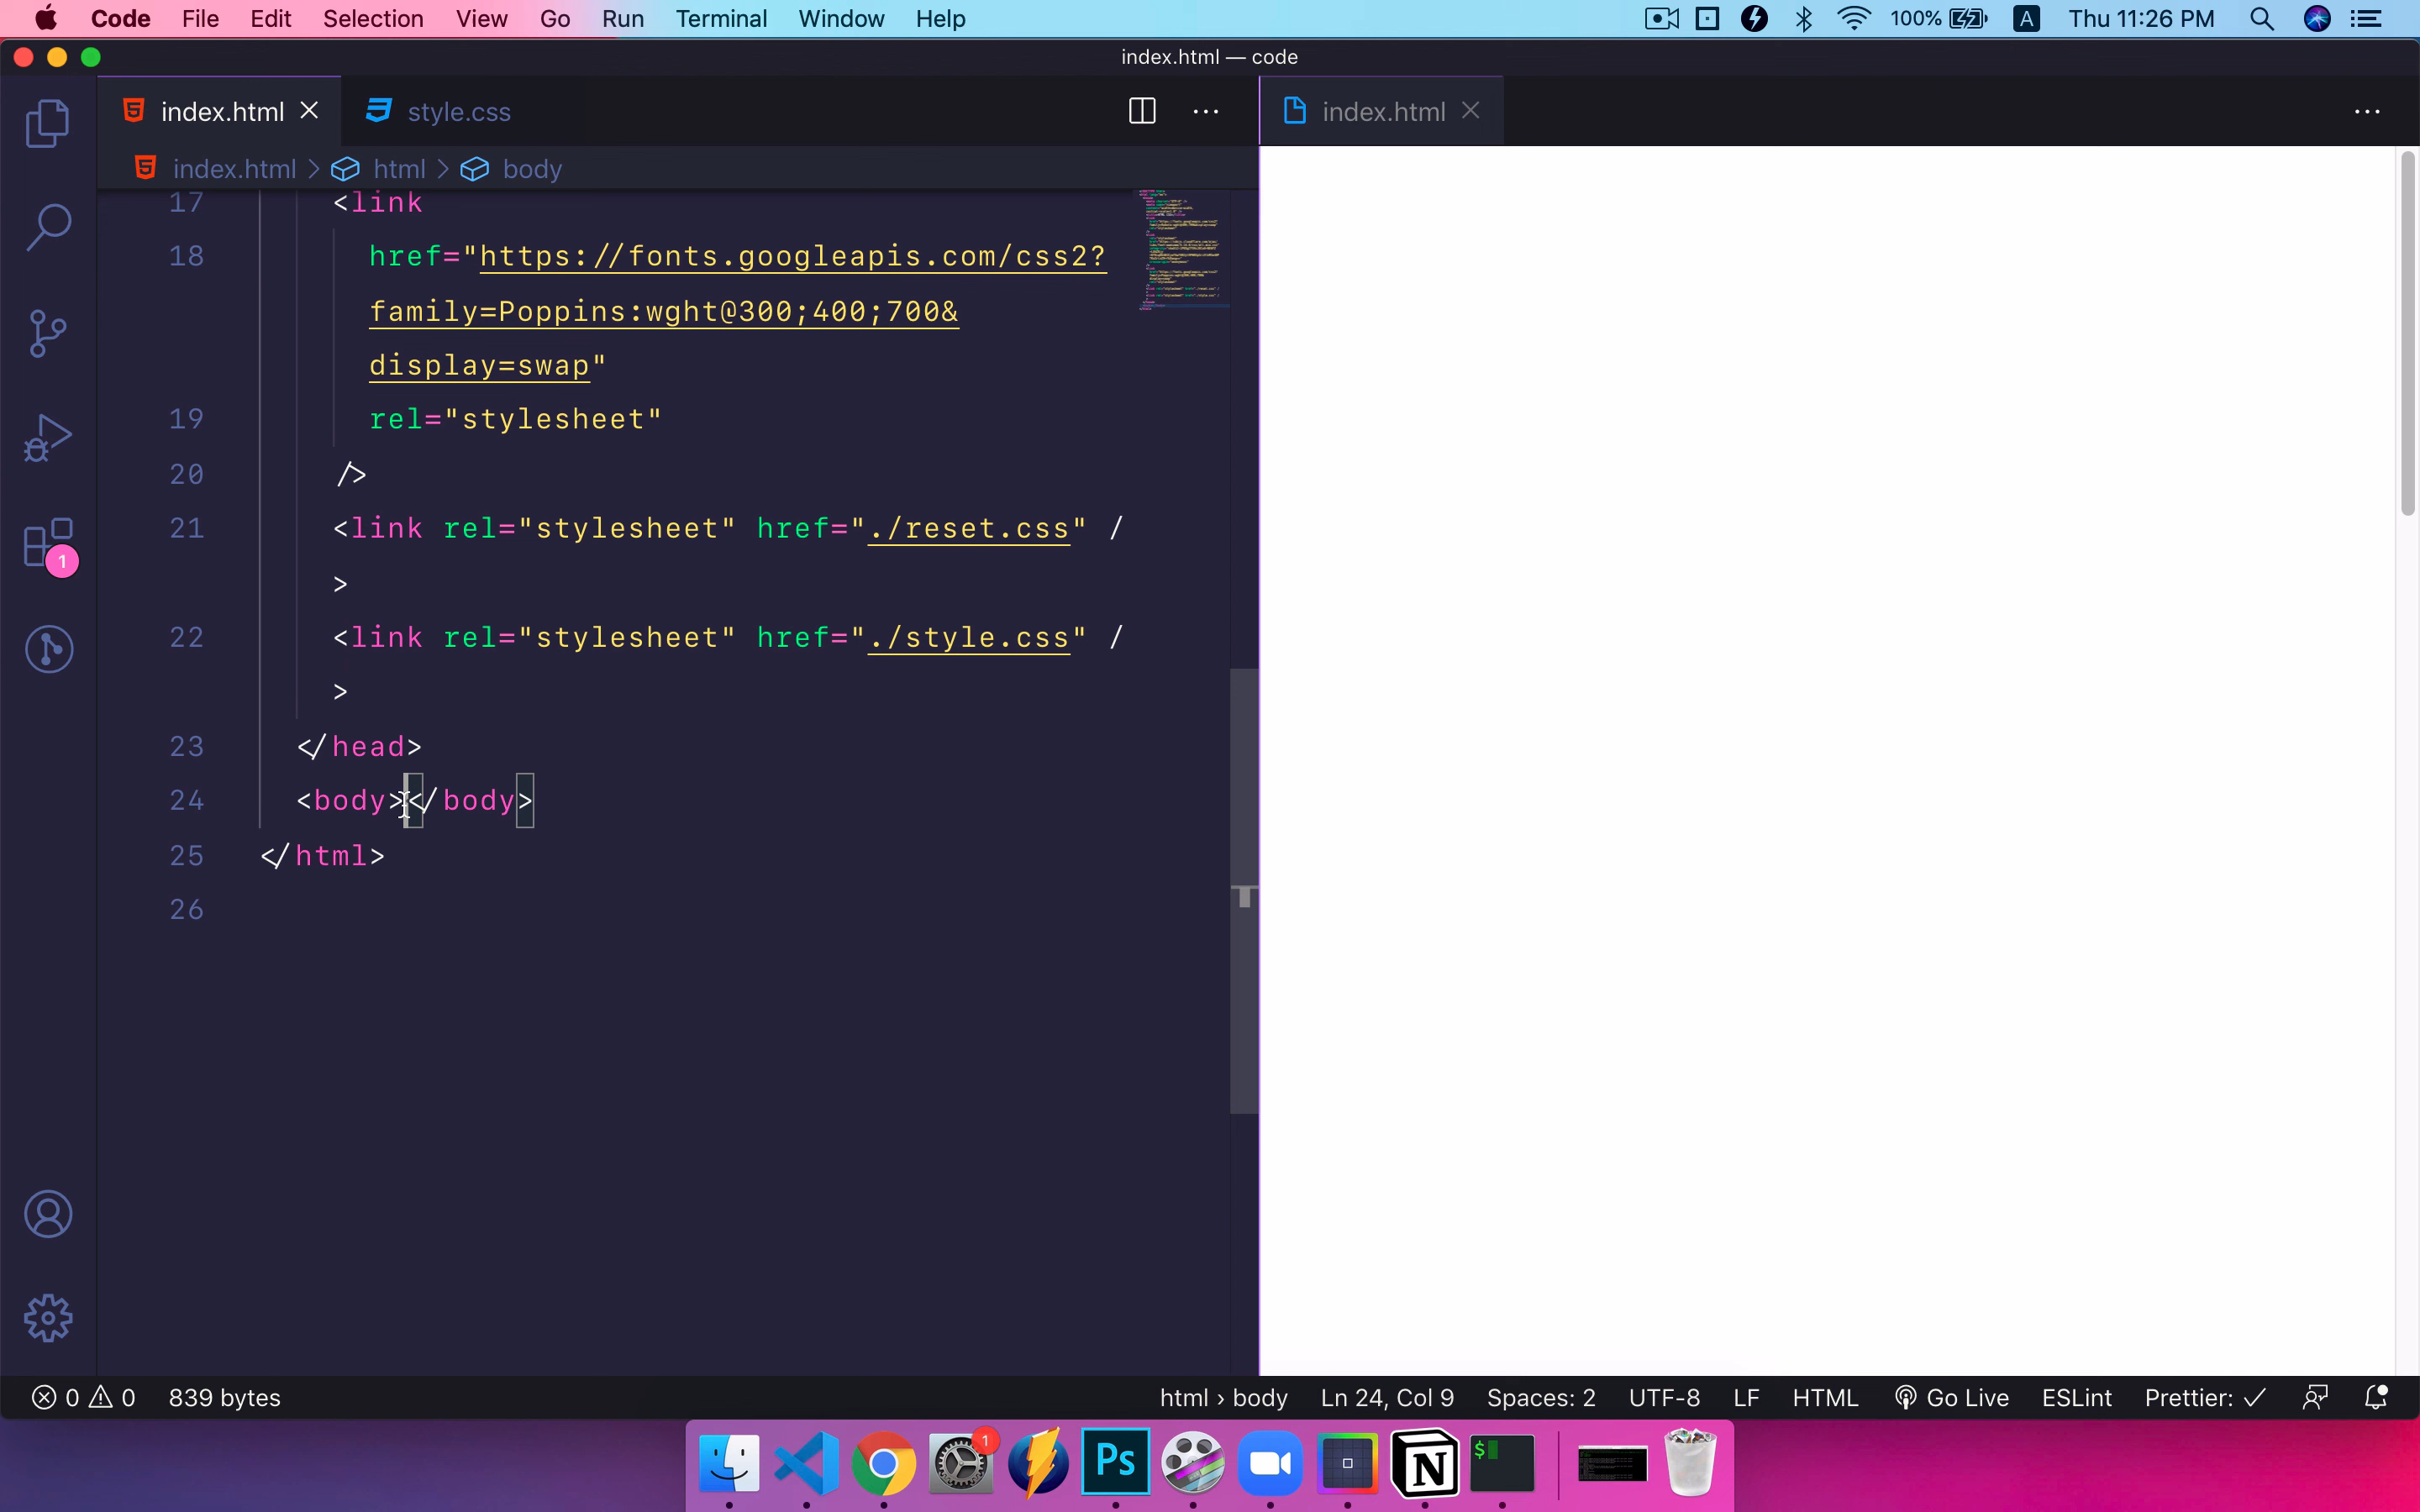 Code File Edit Selection View Go Run Terminal Window Help 100% A Thu 11:26 PM
index.html — code
index.html style.css index.html
index.html > html > body
17 <link
18 href="https://fonts.googleapis.com/css2?
family=Poppins:wght@300;400;700&
display=swap"
19 rel="stylesheet"
20 />
21 <link rel="stylesheet" href="./reset.css" /
>
22 <link rel="stylesheet" href="./style.css" /
>
23 </head>
24 <body></body>
25 </html>
26
1
0 0 839 bytes html › body Ln 24, Col 9 Spaces: 2 UTF-8 LF HTML Go Live ESLint Prettier: ✓
1 Ps N $